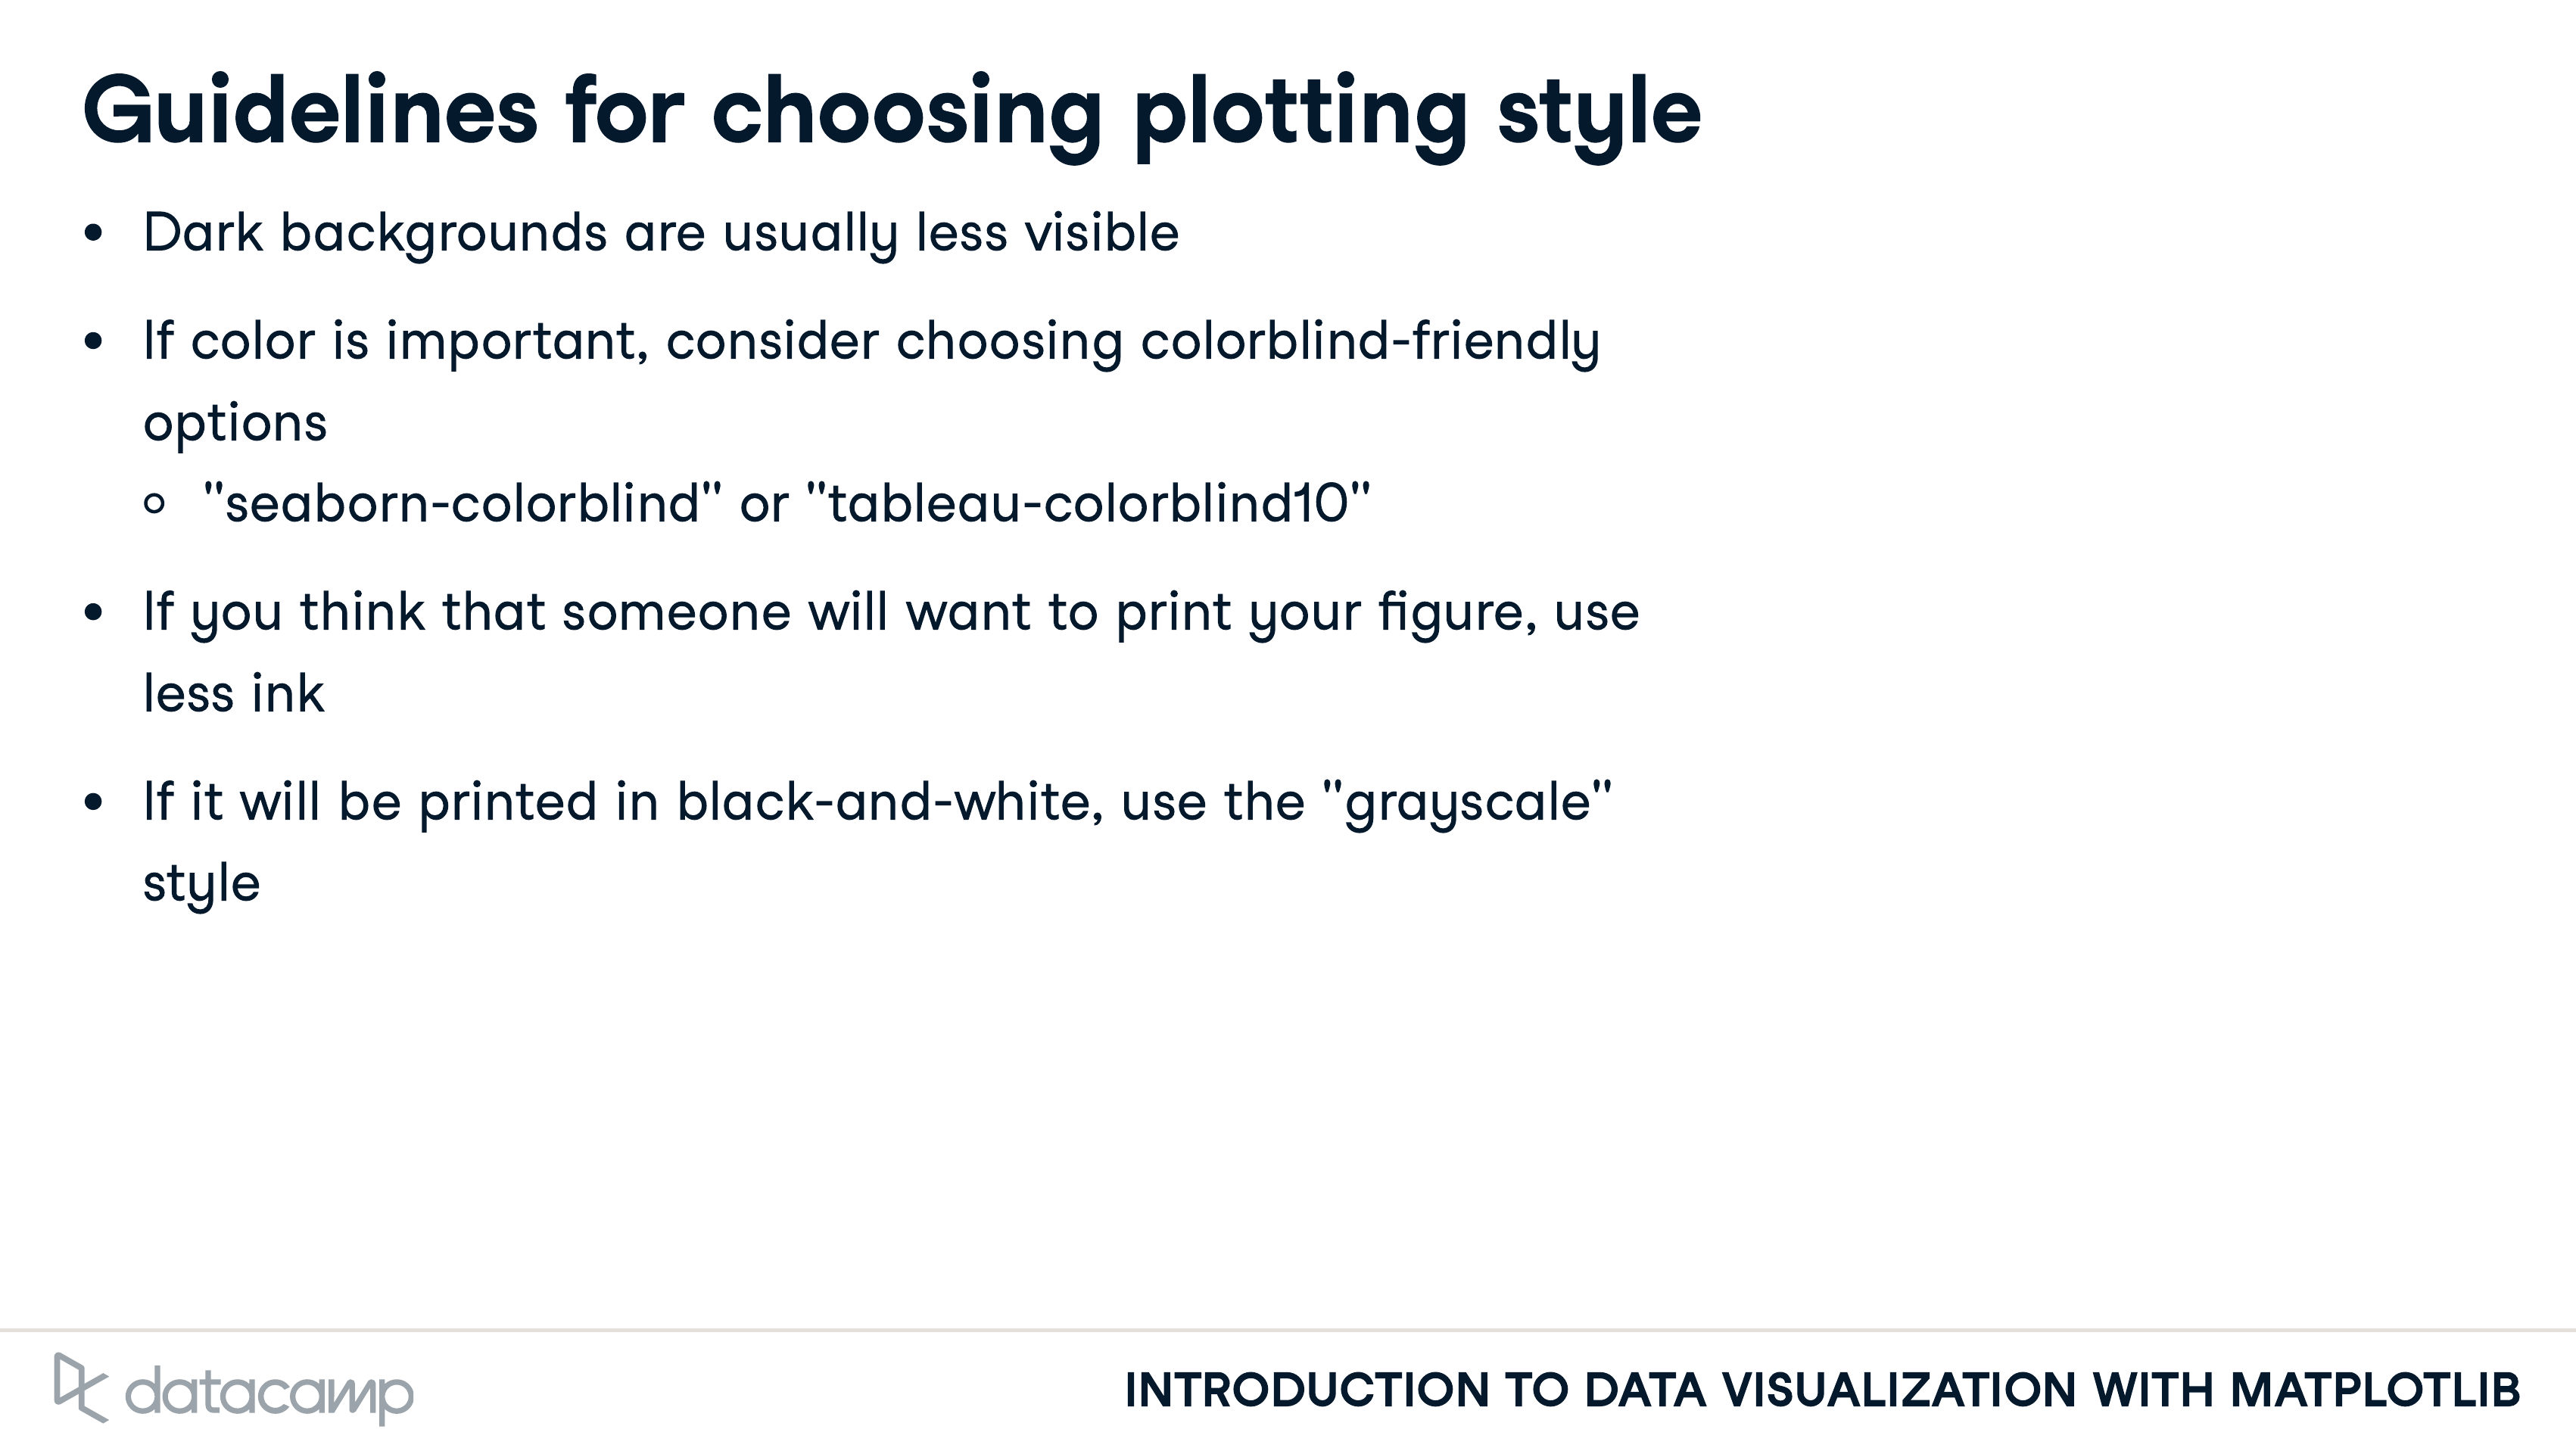 Guidelines for choosing plotting style
• Dark backgrounds are usually less visible
• If color is important, consider choosing colorblind-friendly
options
○ "seaborn-colorblind" or "tableau-colorblind10"
• If you think that someone will want to print your figure, use
less ink
• If it will be printed in black-and-white, use the "grayscale"
style
datacamp
INTRODUCTION TO DATA VISUALIZATION WITH MATPLOTLIB